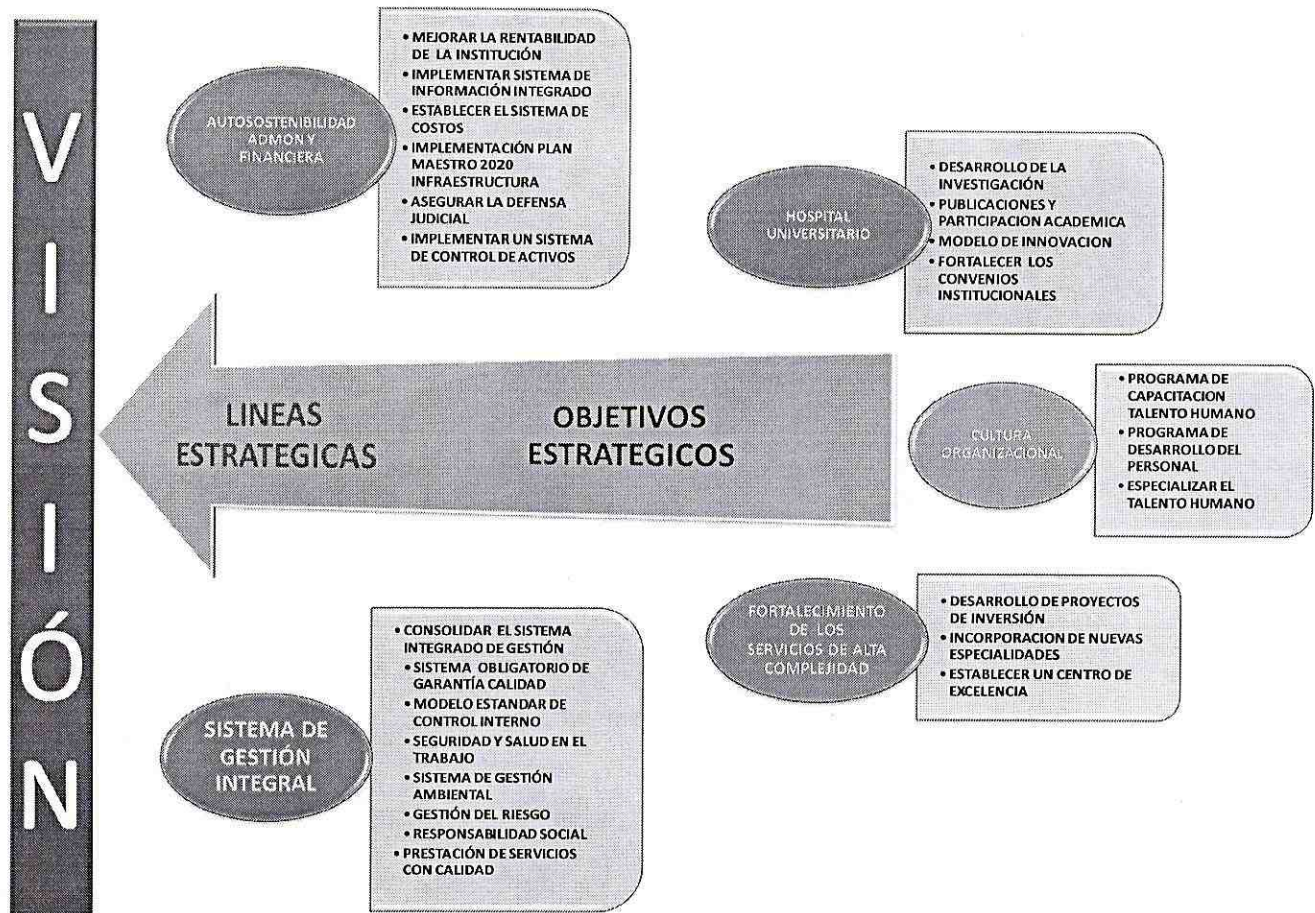 VISIÓN
AUTOSOSTENIBILIDAD
ADMON Y
FINANCIERA
• MEJORAR LA RENTABILIDAD
DE LA INSTITUCIÓN
• IMPLEMENTAR SISTEMA DE
INFORMACIÓN INTEGRADO
• ESTABLECER EL SISTEMA DE
COSTOS
• IMPLEMENTACIÓN PLAN
MAESTRO 2020
INFRAESTRUCTURA
• ASEGURAR LA DEFENSA
JUDICIAL
• IMPLEMENTAR UN SISTEMA
DE CONTROL DE ACTIVOS
HOSPITAL
UNIVERSITARIO
• DESARROLLO DE LA
INVESTIGACIÓN
• PUBLICACIONES Y
PARTICIPACION ACADEMICA
• MODELO DE INNOVACION
• FORTALECER LOS
CONVENIOS
INSTITUCIONALES
LINEAS
ESTRATEGICAS
OBJETIVOS
ESTRATEGICOS
CULTURA
ORGANIZACIONAL
• PROGRAMA DE
CAPACITACION
TALENTO HUMANO
• PROGRAMA DE
DESARROLLO DEL
PERSONAL
• ESPECIALIZAR EL
TALENTO HUMANO
FORTALECIMIENTO
DE LOS
SERVICIOS DE ALTA
COMPLEJIDAD
• DESARROLLO DE PROYECTOS
DE INVERSIÓN
• INCORPORACION DE NUEVAS
ESPECIALIDADES
• ESTABLECER UN CENTRO DE
EXCELENCIA
SISTEMA DE
GESTIÓN
INTEGRAL
• CONSOLIDAR EL SISTEMA
INTEGRADO DE GESTIÓN
• SISTEMA OBLIGATORIO DE
GARANTÍA CALIDAD
• MODELO ESTANDAR DE
CONTROL INTERNO
• SEGURIDAD Y SALUD EN EL
TRABAJO
• SISTEMA DE GESTIÓN
AMBIENTAL
• GESTIÓN DEL RIESGO
• RESPONSABILIDAD SOCIAL
• PRESTACIÓN DE SERVICIOS
CON CALIDAD